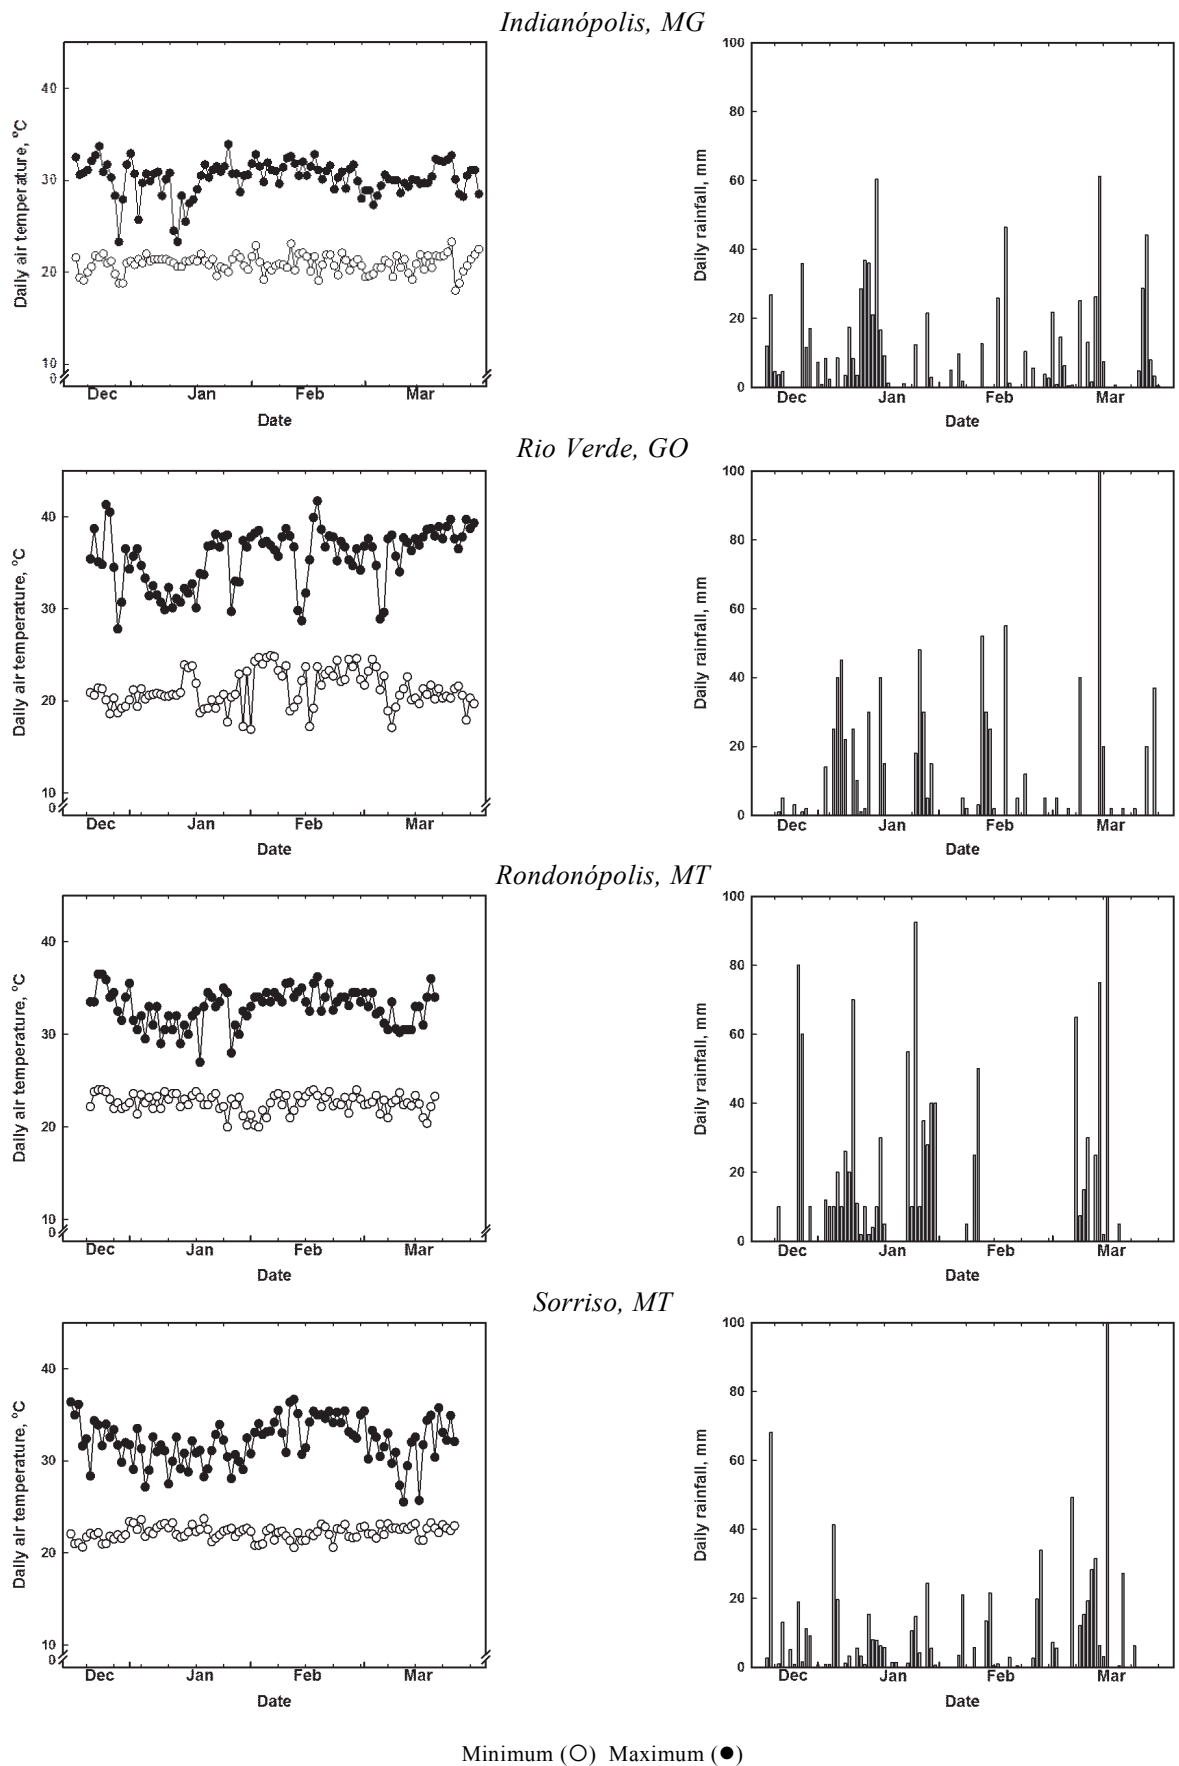 Indianópolis, MG
Daily air temperature, °C
40
30
20
10
0
Dec Jan Feb Mar
Date
Daily rainfall, mm
100
80
60
40
20
0
Dec Jan Feb Mar
Date
Rio Verde, GO
Daily air temperature, °C
40
30
20
10
0
Dec Jan Feb Mar
Date
Daily rainfall, mm
100
80
60
40
20
0
Dec Jan Feb Mar
Date
Rondonópolis, MT
Daily air temperature, °C
40
30
20
10
0
Dec Jan Feb Mar
Date
Daily rainfall, mm
100
80
60
40
20
0
Dec Jan Feb Mar
Date
Sorriso, MT
Daily air temperature, °C
40
30
20
10
0
Dec Jan Feb Mar
Date
Daily rainfall, mm
100
80
60
40
20
0
Dec Jan Feb Mar
Date
Minimum (○) Maximum (●)